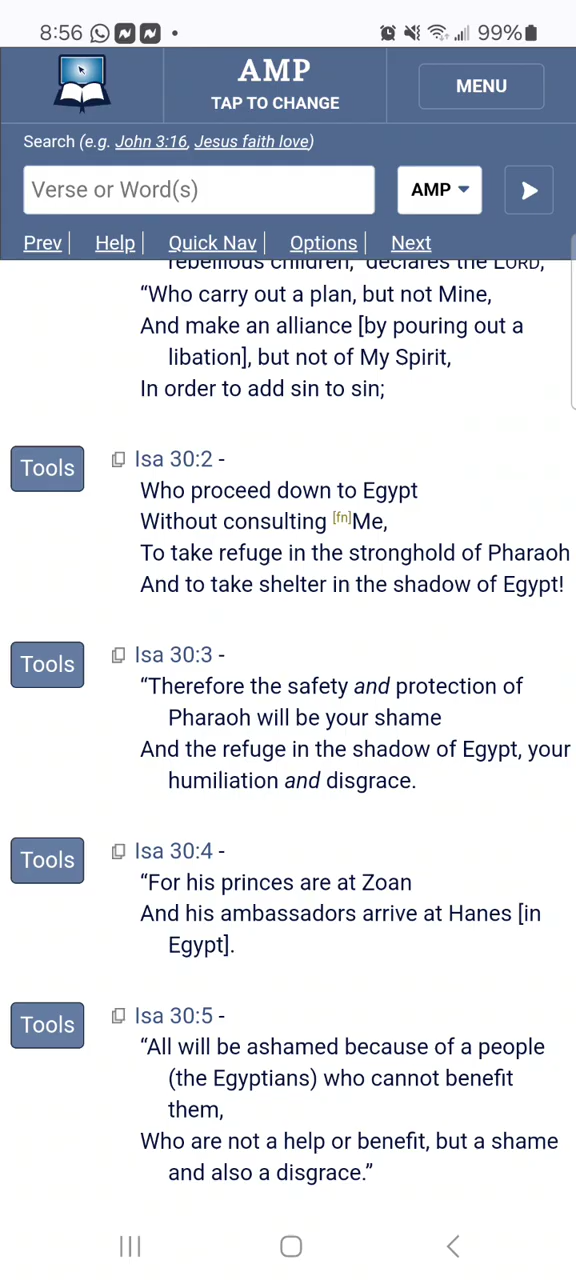 8:56 99%
AMP
TAP TO CHANGE
MENU
Search (e.g. John 3:16, Jesus faith love)
Verse or Word(s)
AMP
Prev Help Quick Nav Options Next
rebellious children,” declares the LORD,
“Who carry out a plan, but not Mine,
And make an alliance [by pouring out a
libation], but not of My Spirit,
In order to add sin to sin;
Tools
Isa 30:2 -
Who proceed down to Egypt
Without consulting [fn]Me,
To take refuge in the stronghold of Pharaoh
And to take shelter in the shadow of Egypt!
Tools
Isa 30:3 -
“Therefore the safety and protection of
Pharaoh will be your shame
And the refuge in the shadow of Egypt, your
humiliation and disgrace.
Tools
Isa 30:4 -
“For his princes are at Zoan
And his ambassadors arrive at Hanes [in
Egypt].
Tools
Isa 30:5 -
“All will be ashamed because of a people
(the Egyptians) who cannot benefit
them,
Who are not a help or benefit, but a shame
and also a disgrace.”